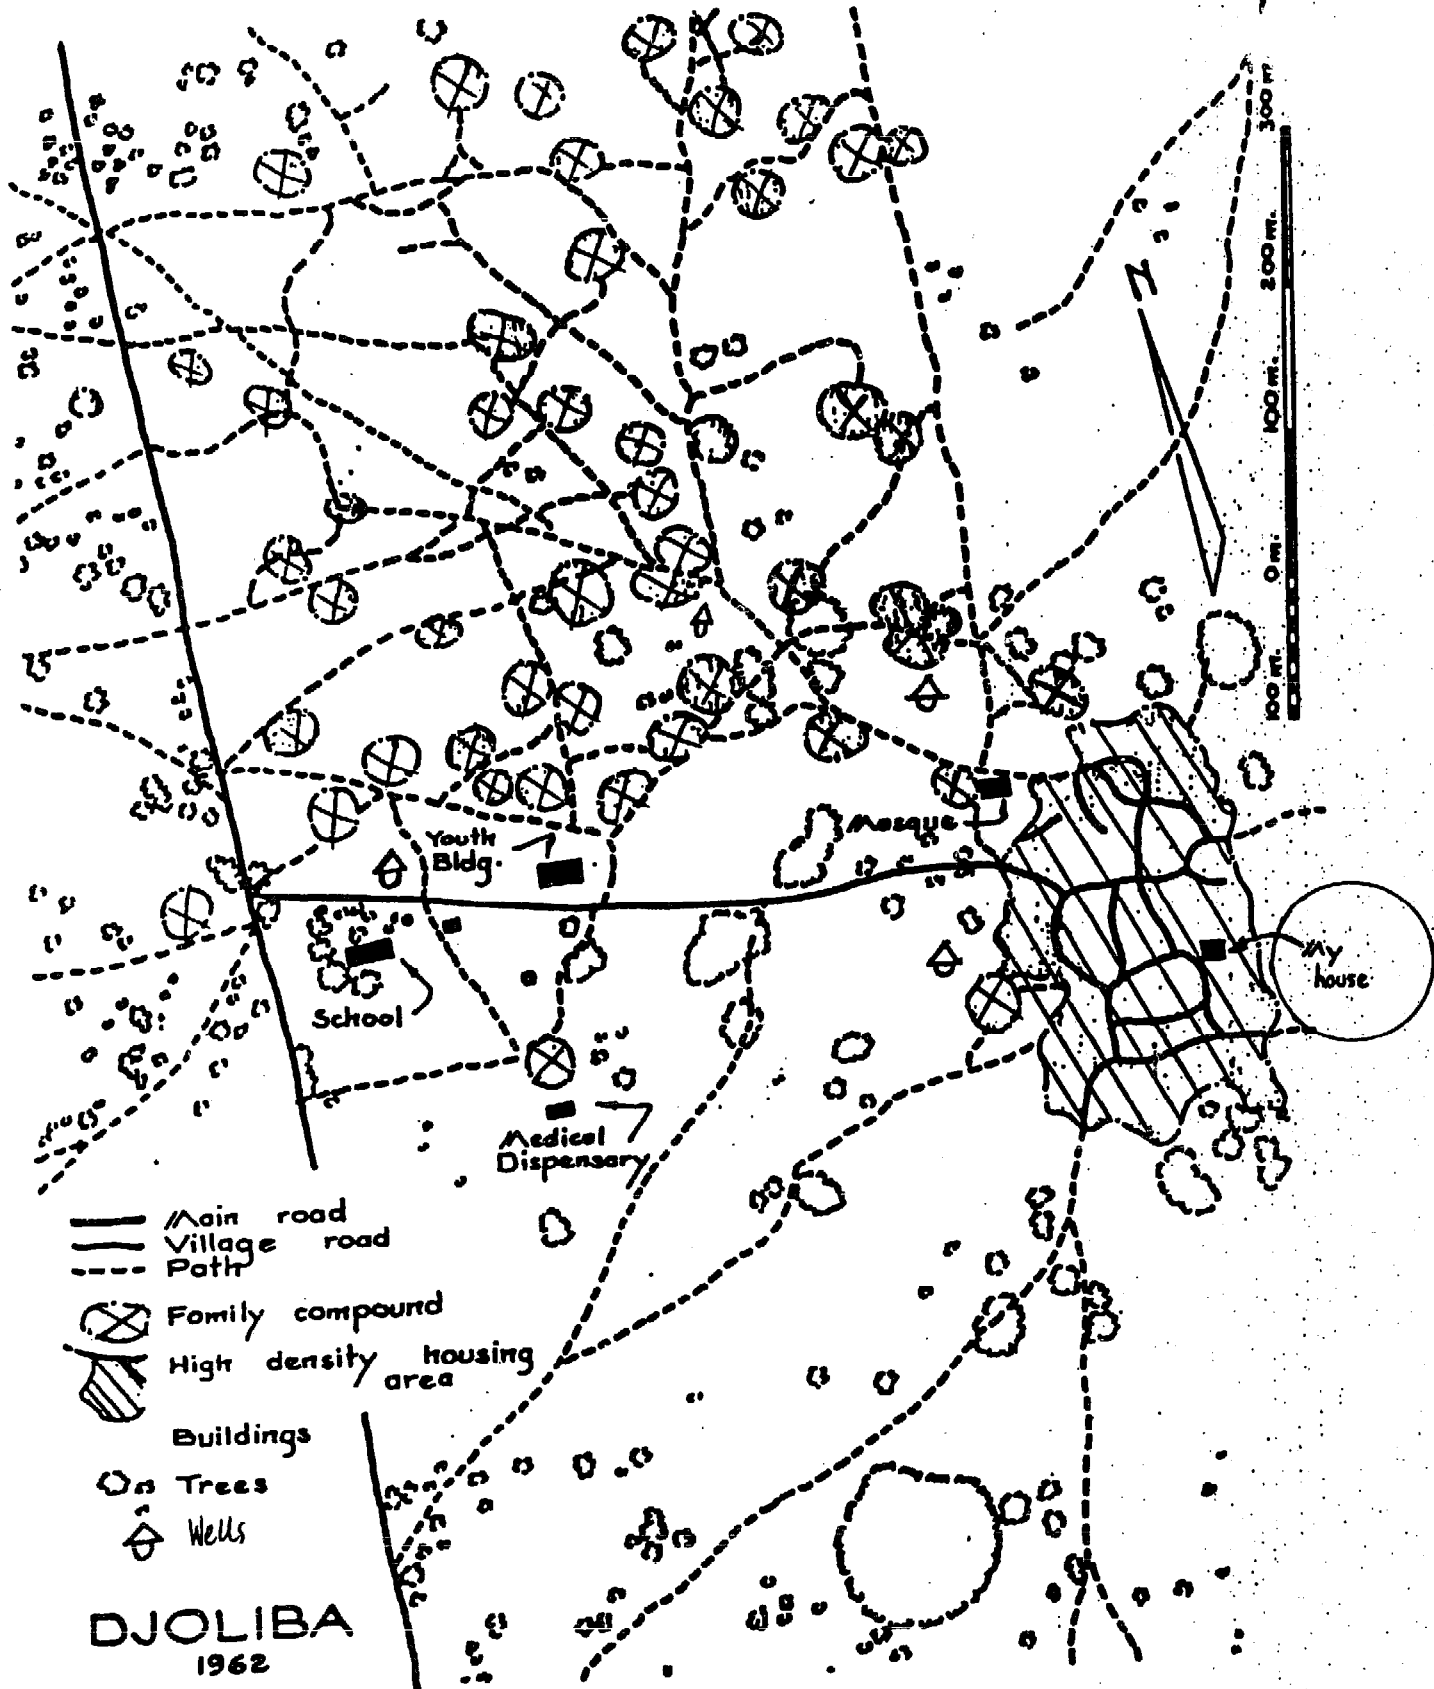 300 m.
200 m.
100 m.
0 m.
100 m.
N
Mosque
Youth
Bldg.
My
house
School
Medical
Dispensary
Main road
Village road
Path
Family compound
High density housing
area
Buildings
Trees
Wells
DJOLIBA
1962